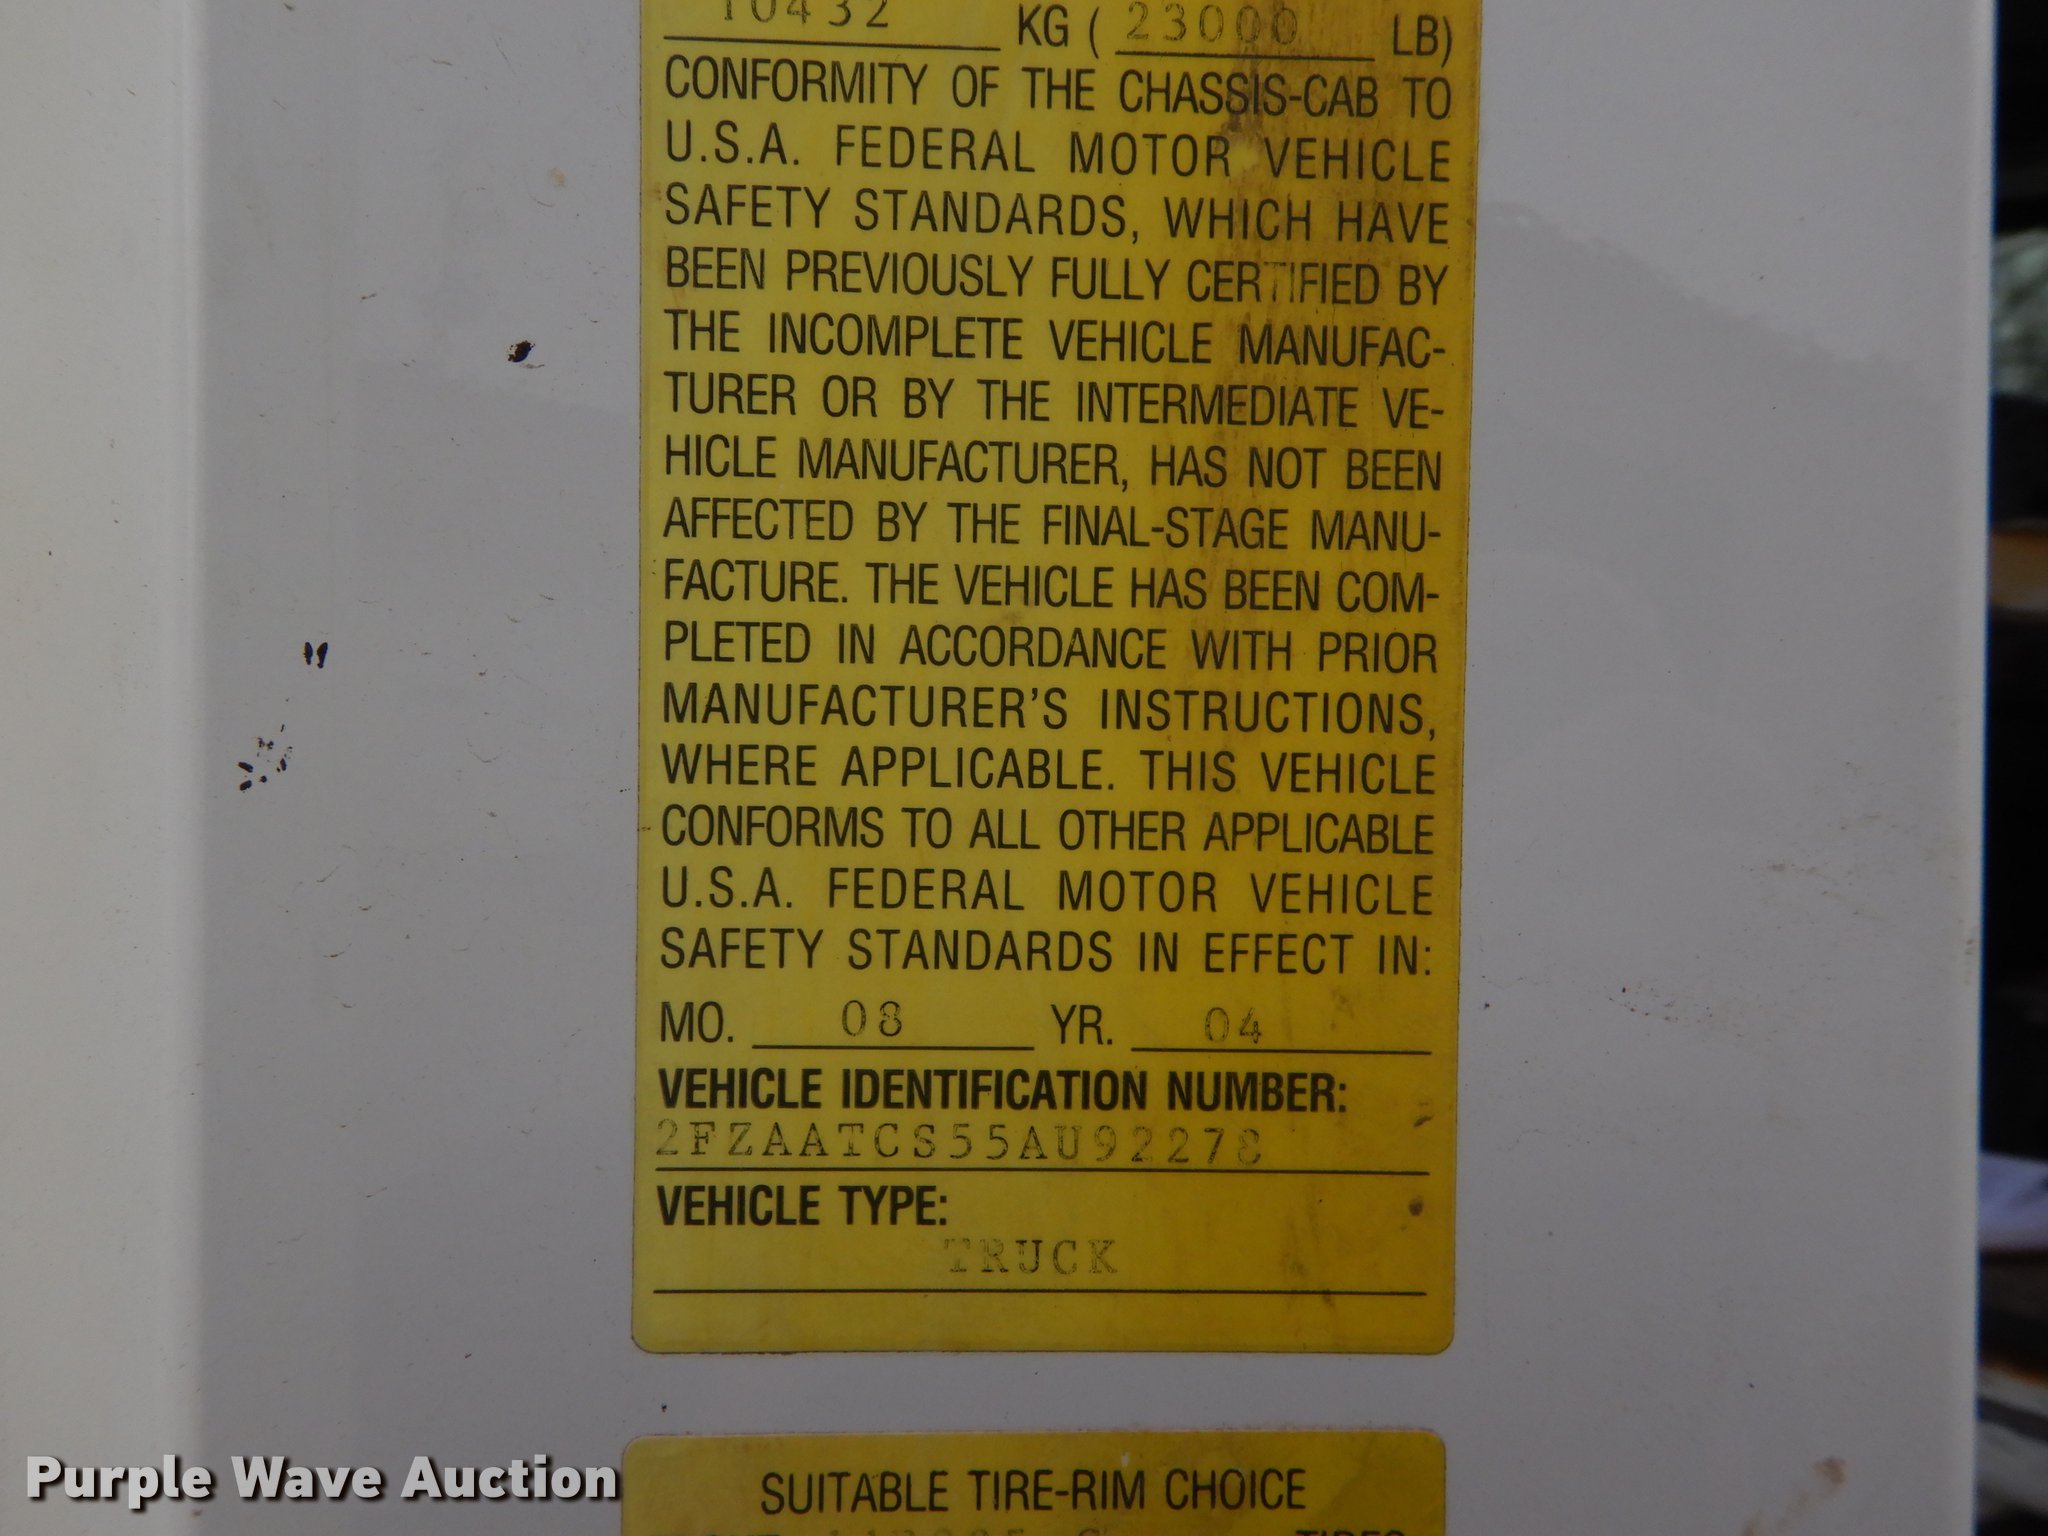 10432 KG ( 23000 LB)
CONFORMITY OF THE CHASSIS-CAB TO
U.S.A. FEDERAL MOTOR VEHICLE
SAFETY STANDARDS, WHICH HAVE
BEEN PREVIOUSLY FULLY CERTIFIED BY
THE INCOMPLETE VEHICLE MANUFAC-
TURER OR BY THE INTERMEDIATE VE-
HICLE MANUFACTURER, HAS NOT BEEN
AFFECTED BY THE FINAL-STAGE MANU-
FACTURE. THE VEHICLE HAS BEEN COM-
PLETED IN ACCORDANCE WITH PRIOR
MANUFACTURER'S INSTRUCTIONS,
WHERE APPLICABLE. THIS VEHICLE
CONFORMS TO ALL OTHER APPLICABLE
U.S.A. FEDERAL MOTOR VEHICLE
SAFETY STANDARDS IN EFFECT IN:
MO. 08 YR. 04
VEHICLE IDENTIFICATION NUMBER:
2FZAATCS55AU92278
VEHICLE TYPE:
TRUCK
SUITABLE TIRE-RIM CHOICE
TIRES
Purple Wave Auction